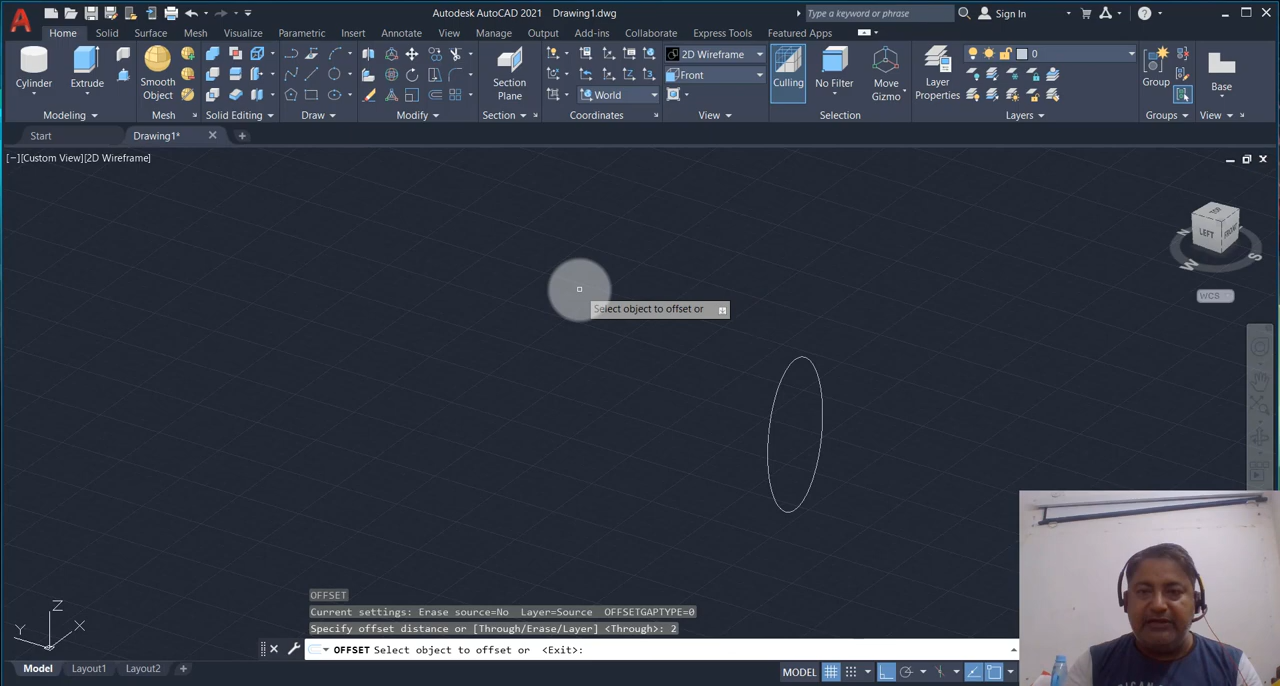 Autodesk AutoCAD 2021 Drawing1.dwg
Type a keyword or phrase
Sign In
Home Solid Surface Mesh Visualize Parametric Insert Annotate View Manage Output Add-ins Collaborate Express Tools Featured Apps
Cylinder
Extrude
Smooth Object
Section Plane
2D Wireframe
Front
World
Culling
No Filter
Move Gizmo
Layer Properties
0
Group
Base
Modeling Mesh Solid Editing Draw Modify Section Coordinates View Selection Layers Groups View
Start
Drawing1*
[−][Custom View][2D Wireframe]
TOP
LEFT
FRONT
N
W
S
WCS
Select object to offset or
Z
Y
X
OFFSET
Current settings: Erase source=No Layer=Source OFFSETGAPTYPE=0
Specify offset distance or [Through/Erase/Layer] <Through>: 2
OFFSET Select object to offset or <Exit>:
Model Layout1 Layout2
MODEL